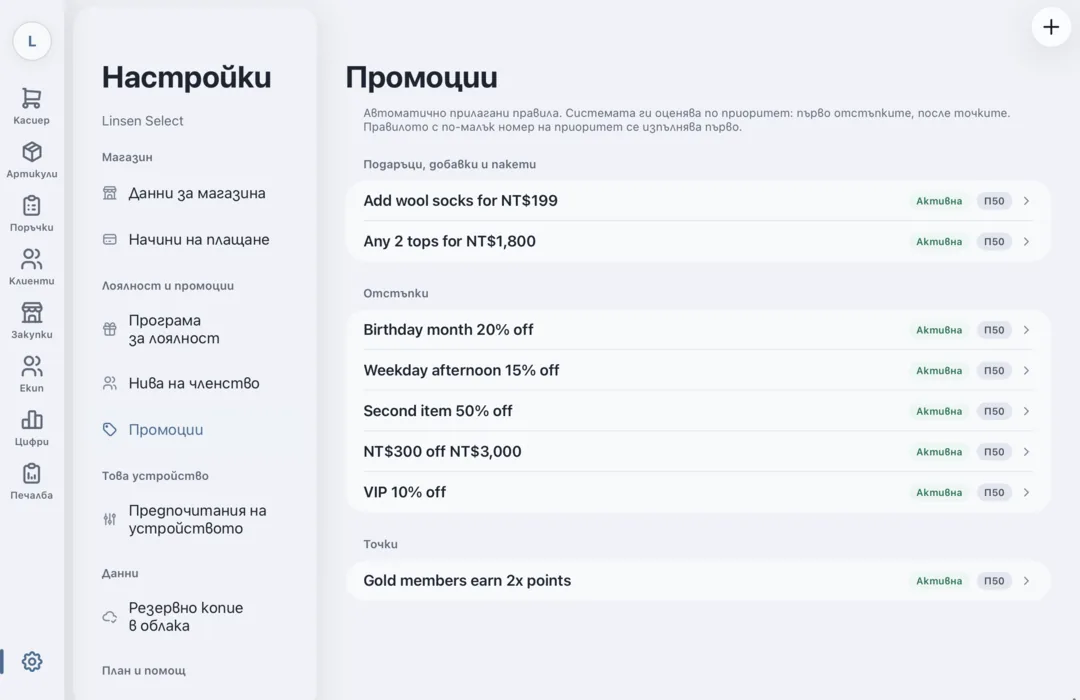 L
Касиер
Артикули
Поръчки
Клиенти
Закупки
Екип
Цифри
Печалба
Настройки
Linsen Select
Магазин
Данни за магазина
Начини на плащане
Лоялност и промоции
Програма
за лоялност
Нива на членство
Промоции
Това устройство
Предпочитания на
устройството
Данни
Резервно копие
в облака
План и помощ
Промоции
Автоматично прилагани правила. Системата ги оценява по приоритет: първо отстъпките, после точките.
Правилото с по-малък номер на приоритет се изпълнява първо.
Подаръци, добавки и пакети
Add wool socks for NT$199 Активна П50
Any 2 tops for NT$1,800 Активна П50
Отстъпки
Birthday month 20% off Активна П50
Weekday afternoon 15% off Активна П50
Second item 50% off Активна П50
NT$300 off NT$3,000 Активна П50
VIP 10% off Активна П50
Точки
Gold members earn 2x points Активна П50